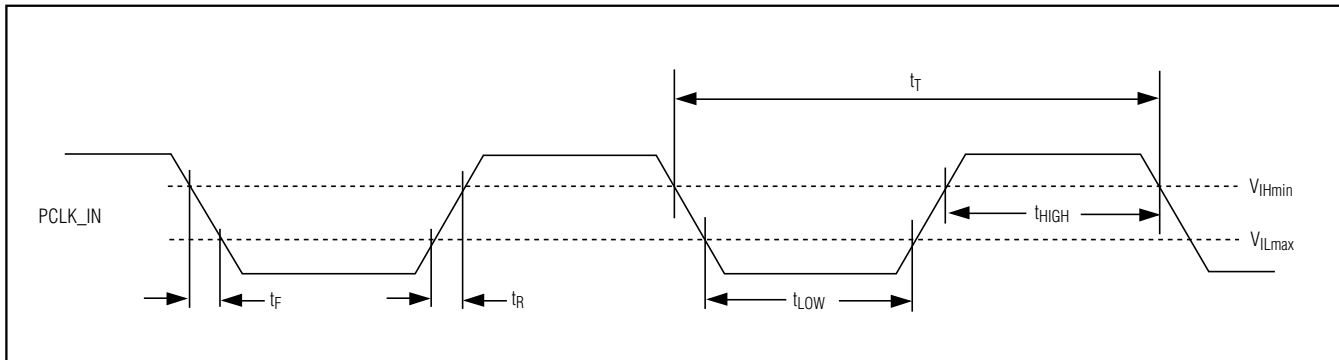 tT
VIHmin
PCLK_IN
tHIGH
VILmax
tF
tR
tLOW